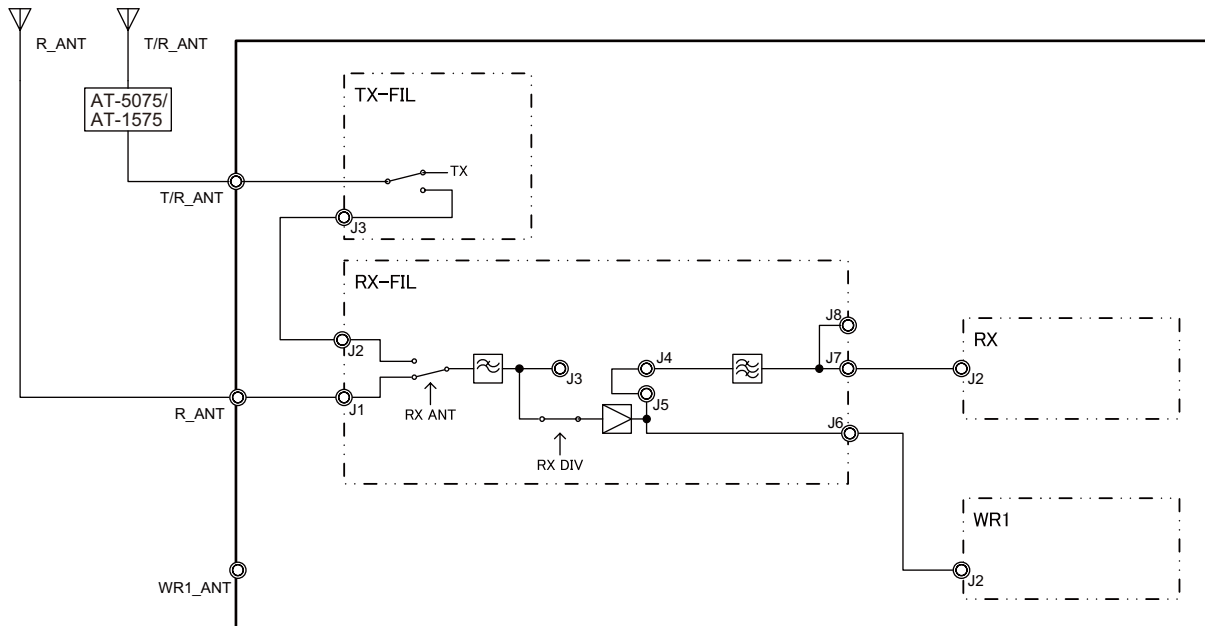 R_ANT
T/R_ANT
AT-5075/
AT-1575
T/R_ANT
TX-FIL
TX
J3
RX-FIL
J2
J1
RX ANT
J3
RX DIV
J4
J5
J8
J7
J6
R_ANT
RX
J2
WR1
J2
WR1_ANT